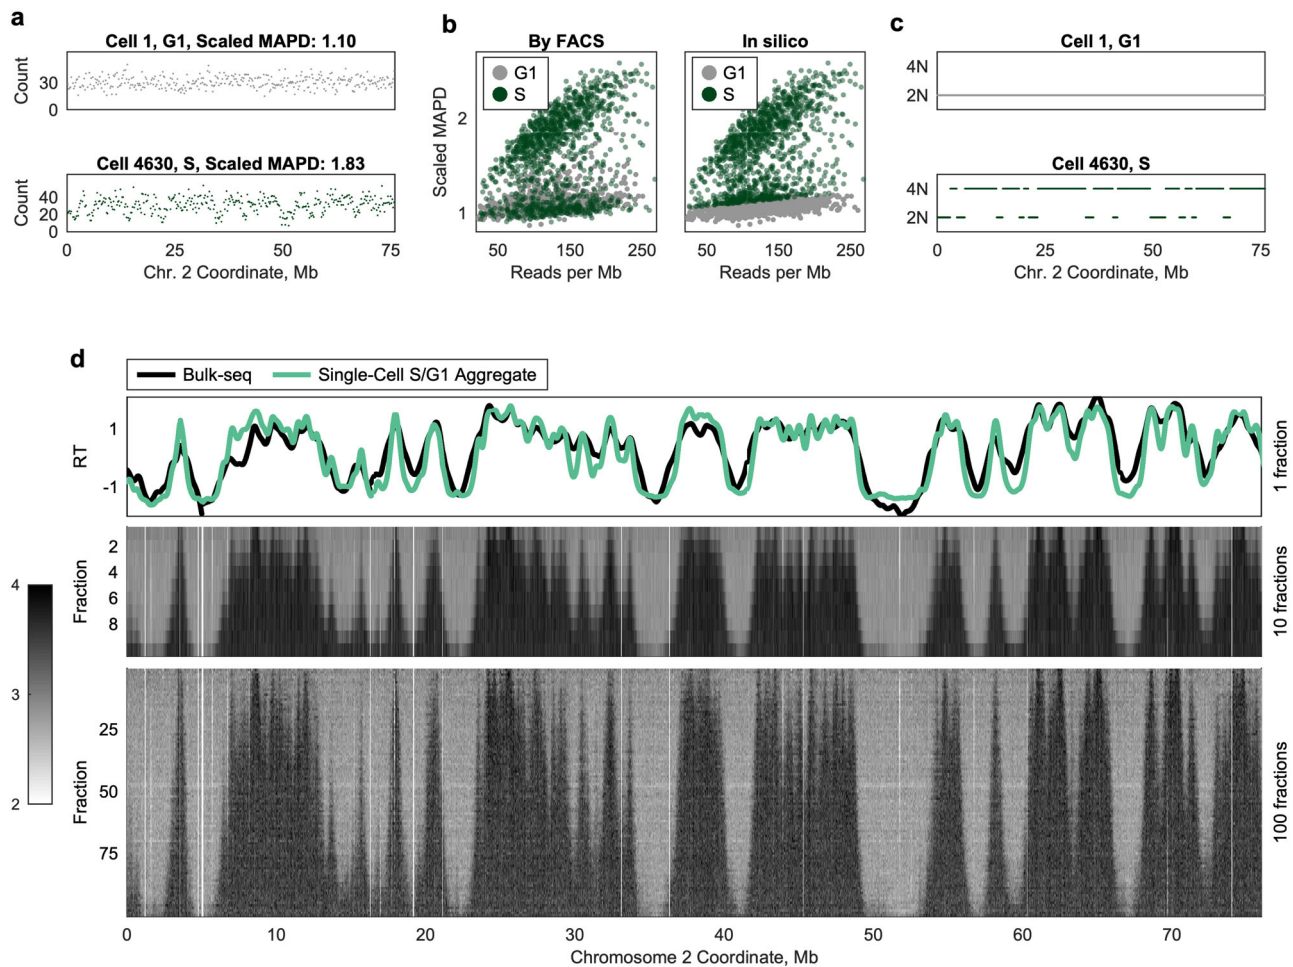 a
Cell 1, G1, Scaled MAPD: 1.10
Count
30
0
Cell 4630, S, Scaled MAPD: 1.83
Count
40
20
0
0 25 50 75
Chr. 2 Coordinate, Mb
b
By FACS
G1
S
Scaled MAPD
2
1
50 150 250
Reads per Mb
In silico
G1
S
50 150 250
Reads per Mb
c
Cell 1, G1
4N
2N
Cell 4630, S
4N
2N
0 25 50 75
Chr. 2 Coordinate, Mb
d
Bulk-seq Single-Cell S/G1 Aggregate
RT
1
-1
1 fraction
Fraction
2
4
6
8
10 fractions
4
3
2
Fraction
25
50
75
100 fractions
0 10 20 30 40 50 60 70
Chromosome 2 Coordinate, Mb